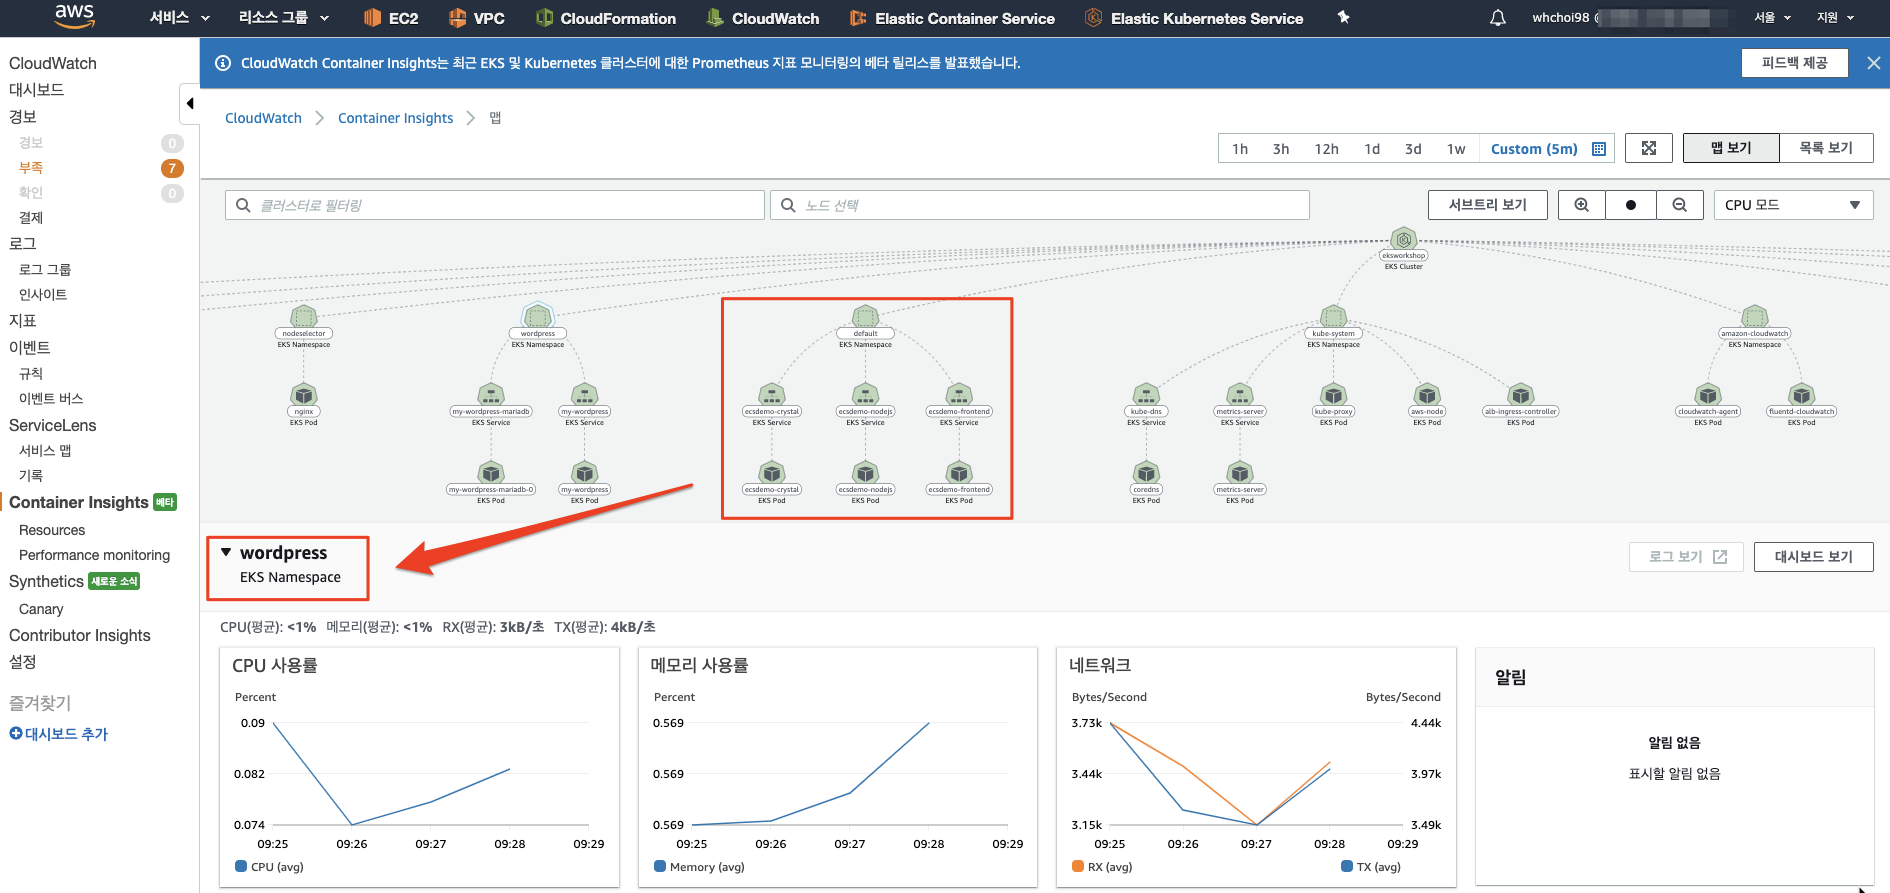 aws
서비스
리소스 그룹
EC2
VPC
CloudFormation
CloudWatch
Elastic Container Service
Elastic Kubernetes Service
whchoi98 @
서울
지원
CloudWatch
대시보드
경보
경보 0
부족 7
확인 0
결제
로그
로그 그룹
인사이트
지표
이벤트
규칙
이벤트 버스
ServiceLens
서비스 맵
기록
Container Insights 베타
Resources
Performance monitoring
Synthetics 새로운 소식
Canary
Contributor Insights
설정
즐겨찾기
대시보드 추가
CloudWatch Container Insights는 최근 EKS 및 Kubernetes 클러스터에 대한 Prometheus 지표 모니터링의 베타 릴리스를 발표했습니다.
피드백 제공
CloudWatch
Container Insights
맵
1h 3h 12h 1d 3d 1w Custom (5m)
맵 보기
목록 보기
클러스터로 필터링
노드 선택
서브트리 보기
CPU 모드
eksworkshop
EKS Cluster
nodeselector
EKS Namespace
wordpress
EKS Namespace
default
EKS Namespace
kube-system
EKS Namespace
amazon-cloudwatch
EKS Namespace
nginx
EKS Pod
my-wordpress-mariadb
EKS Service
my-wordpress
EKS Service
ecsdemo-crystal
EKS Service
ecsdemo-nodejs
EKS Service
ecsdemo-frontend
EKS Service
kube-dns
EKS Service
metrics-server
EKS Service
kube-proxy
EKS Pod
aws-node
EKS Pod
alb-ingress-controller
EKS Pod
cloudwatch-agent
EKS Pod
fluentd-cloudwatch
EKS Pod
my-wordpress-mariadb-0
EKS Pod
my-wordpress
EKS Pod
ecsdemo-crystal
EKS Pod
ecsdemo-nodejs
EKS Pod
ecsdemo-frontend
EKS Pod
coredns
EKS Pod
metrics-server
EKS Pod
wordpress
EKS Namespace
로그 보기
대시보드 보기
CPU(평균): <1% 메모리(평균): <1% RX(평균): 3kB/초 TX(평균): 4kB/초
CPU 사용률
Percent
0.09
0.082
0.074
09:25 09:26 09:27 09:28 09:29
CPU (avg)
메모리 사용률
Percent
0.569
0.569
0.569
09:25 09:26 09:27 09:28 09:29
Memory (avg)
네트워크
Bytes/Second Bytes/Second
3.73k 4.44k
3.44k 3.97k
3.15k 3.49k
09:25 09:26 09:27 09:28 09:29
RX (avg) TX (avg)
알림
알림 없음
표시할 알림 없음